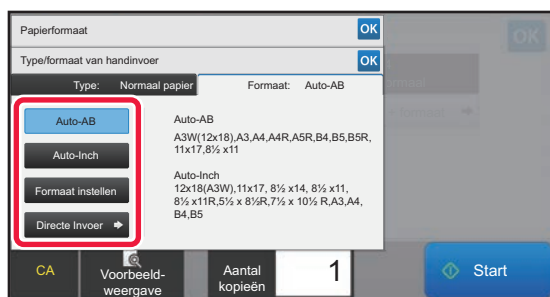 Papierformaat
OK
Type/formaat van handinvoer
OK
Type: Normaal papier
Formaat: Auto-AB
Auto-AB
Auto-Inch
Formaat instellen
Directe Invoer
Auto-AB
A3W(12x18),A3,A4,A4R,A5R,B4,B5,B5R,
11x17,8½ x11
Auto-Inch
12x18(A3W),11x17, 8½ x14, 8½ x11,
8½ x11R,5½ x 8½R,7½ x 10½ R,A3,A4,
B4,B5
OK
CA
Voorbeeld-
weergave
Aantal
kopieën
1
Start